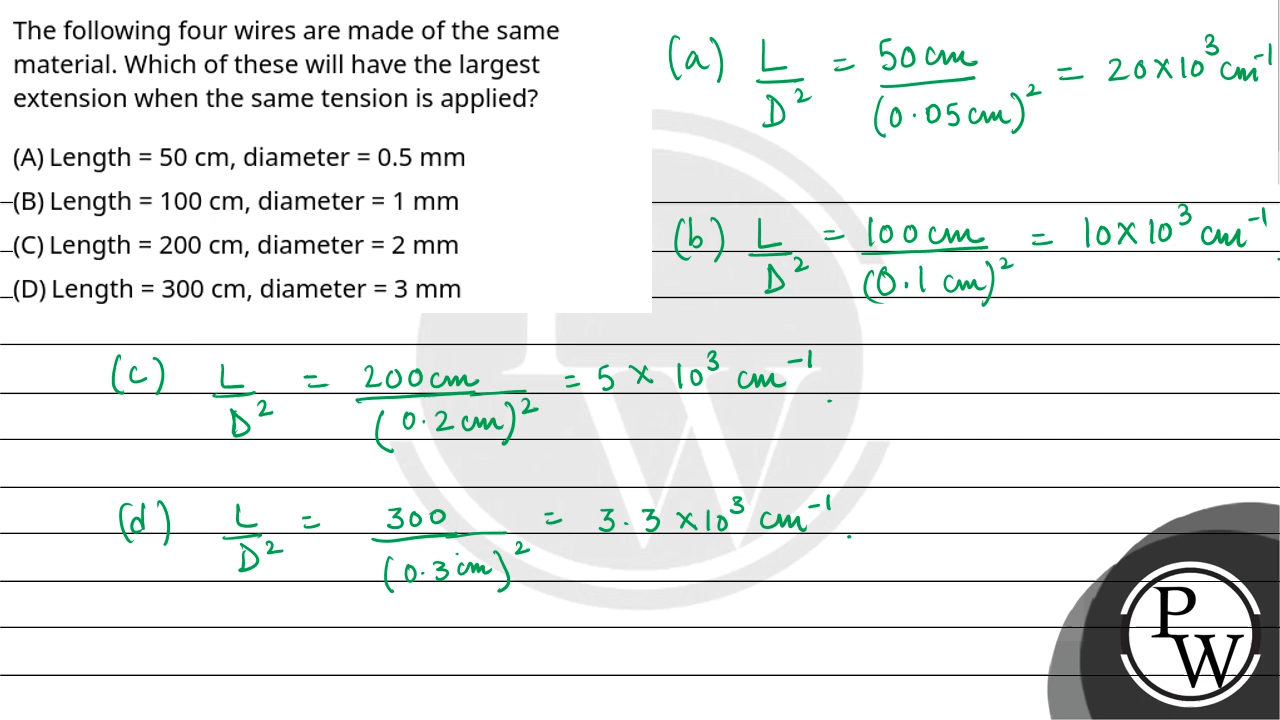 The following four wires are made of the same
material. Which of these will have the largest
extension when the same tension is applied?
(A) Length = 50 cm, diameter = 0.5 mm
(B) Length = 100 cm, diameter = 1 mm
(C) Length = 200 cm, diameter = 2 mm
(D) Length = 300 cm, diameter = 3 mm
(a) L/D² = 50 cm/(0.05 cm)² = 20×10³ cm⁻¹
(b) L/D² = 100 cm/(0.1 cm)² = 10×10³ cm⁻¹.
(c) L/D² = 200 cm/(0.2 cm)² = 5×10³ cm⁻¹.
(d) L/D² = 300/(0.3 cm)² = 3.3×10³ cm⁻¹.
PW